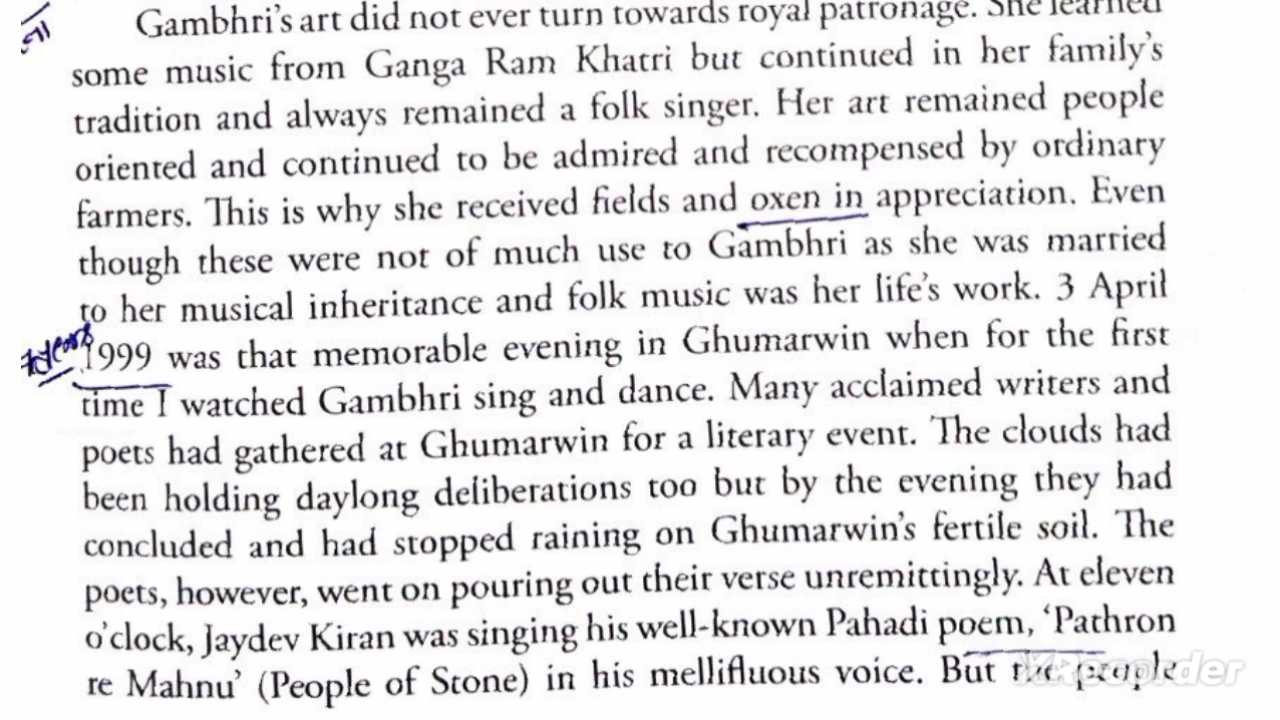 Gambhri's art did not ever turn towards royal patronage. She learned
some music from Ganga Ram Khatri but continued in her family's
tradition and always remained a folk singer. Her art remained people
oriented and continued to be admired and recompensed by ordinary
farmers. This is why she received fields and oxen in appreciation. Even
though these were not of much use to Gambhri as she was married
to her musical inheritance and folk music was her life's work. 3 April
1999 was that memorable evening in Ghumarwin when for the first
time I watched Gambhri sing and dance. Many acclaimed writers and
poets had gathered at Ghumarwin for a literary event. The clouds had
been holding daylong deliberations too but by the evening they had
concluded and had stopped raining on Ghumarwin's fertile soil. The
poets, however, went on pouring out their verse unremittingly. At eleven
o'clock, Jaydev Kiran was singing his well-known Pahadi poem, 'Pathron
re Mahnu' (People of Stone) in his mellifluous voice. But the people
XRecorder